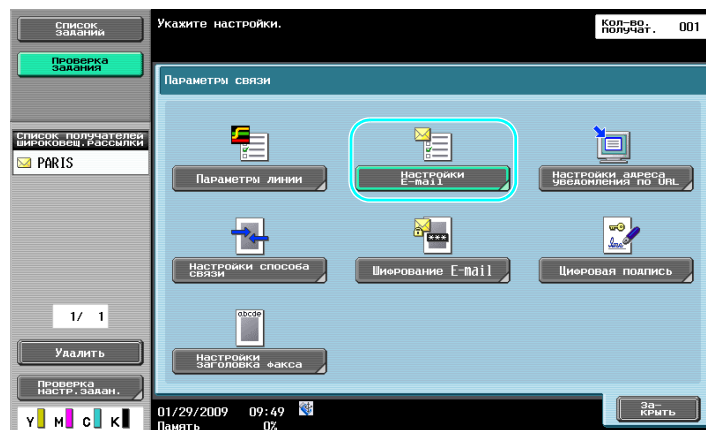 Список
заданий
Укажите настройки.
Кол-во.
получат.
001
Проверка
задания
Параметры связи
Список получателей
широковещ.рассылки
PARIS
Параметры линии
Настройки
E-mail
Настройки адреса
уведомления по URL
Настройки способа
связи
Шифрование E-mail
Цифровая подпись
abcde
Настройки
заголовка факса
1/ 1
Удалить
Проверка
настр.задан.
Y M C K
01/29/2009 09:49
Память 0%
За-
крыть